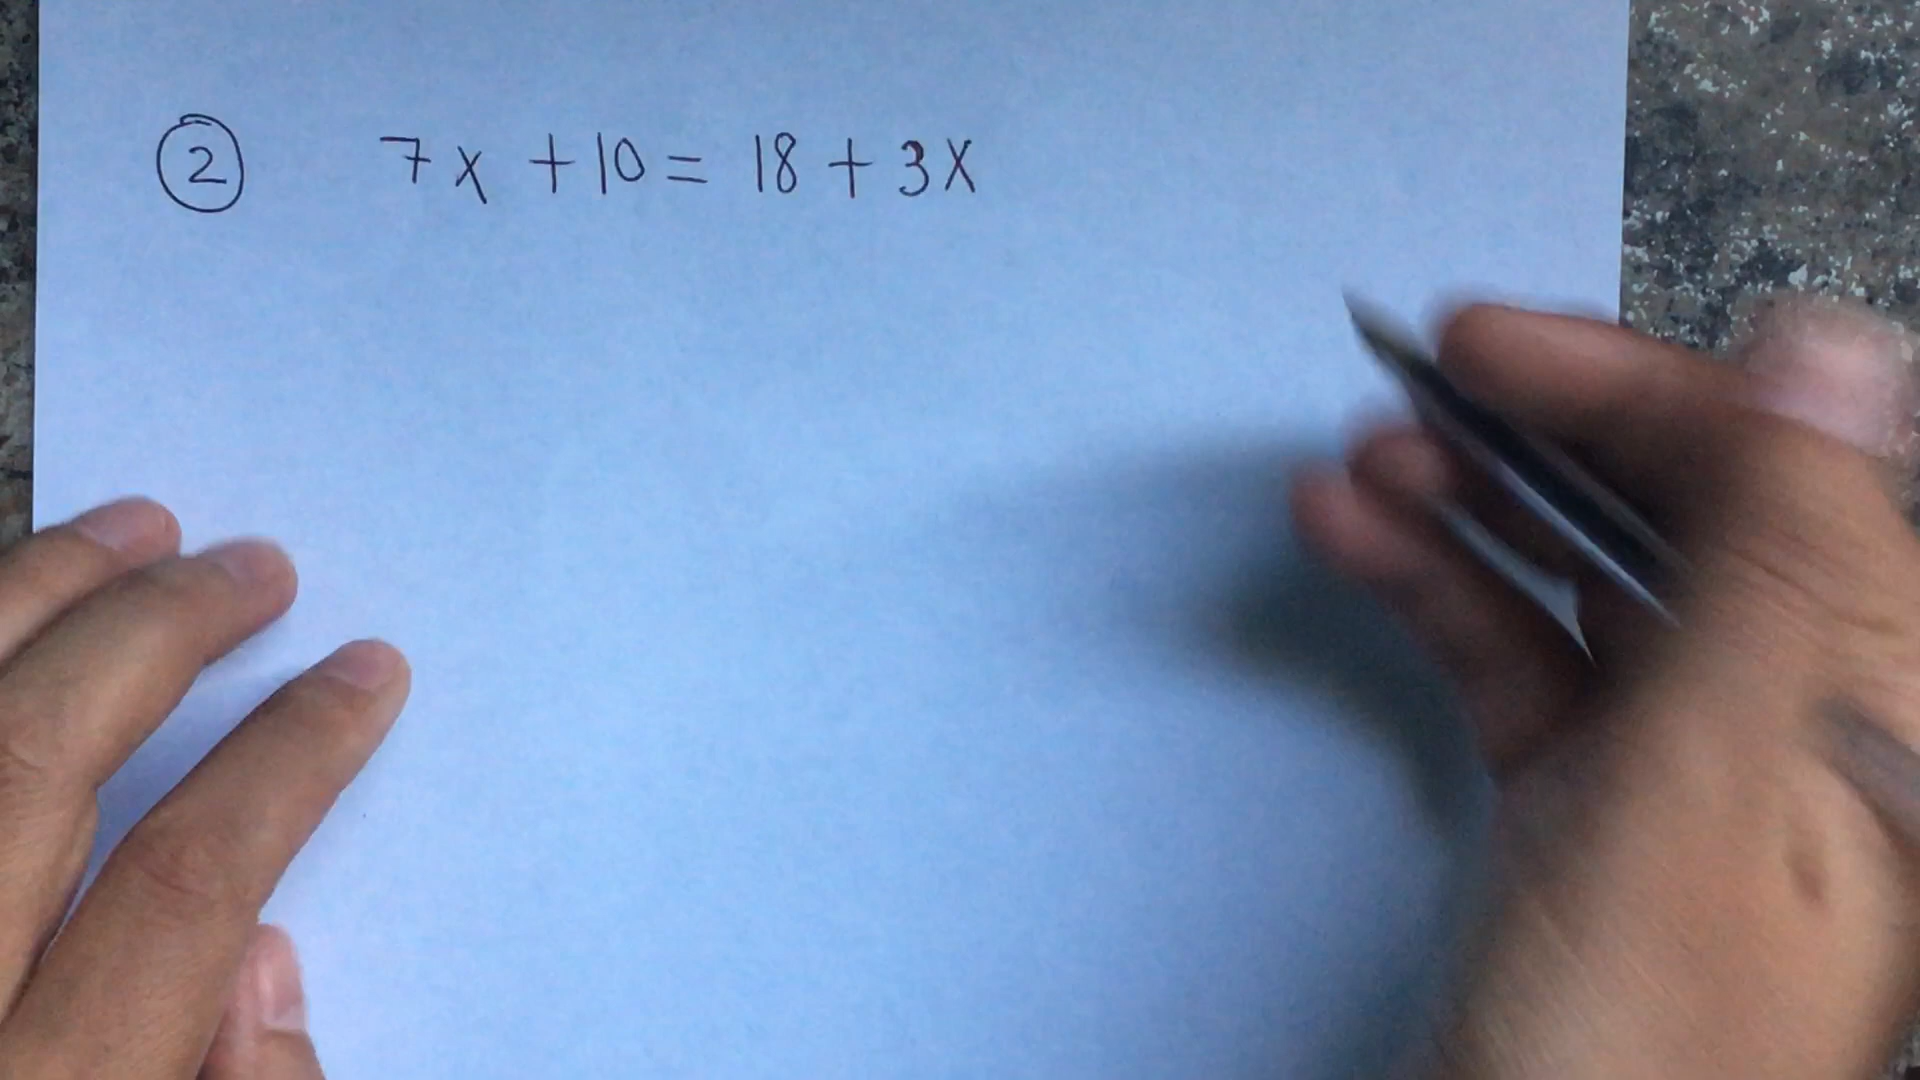 ② 7x + 10 = 18 + 3x